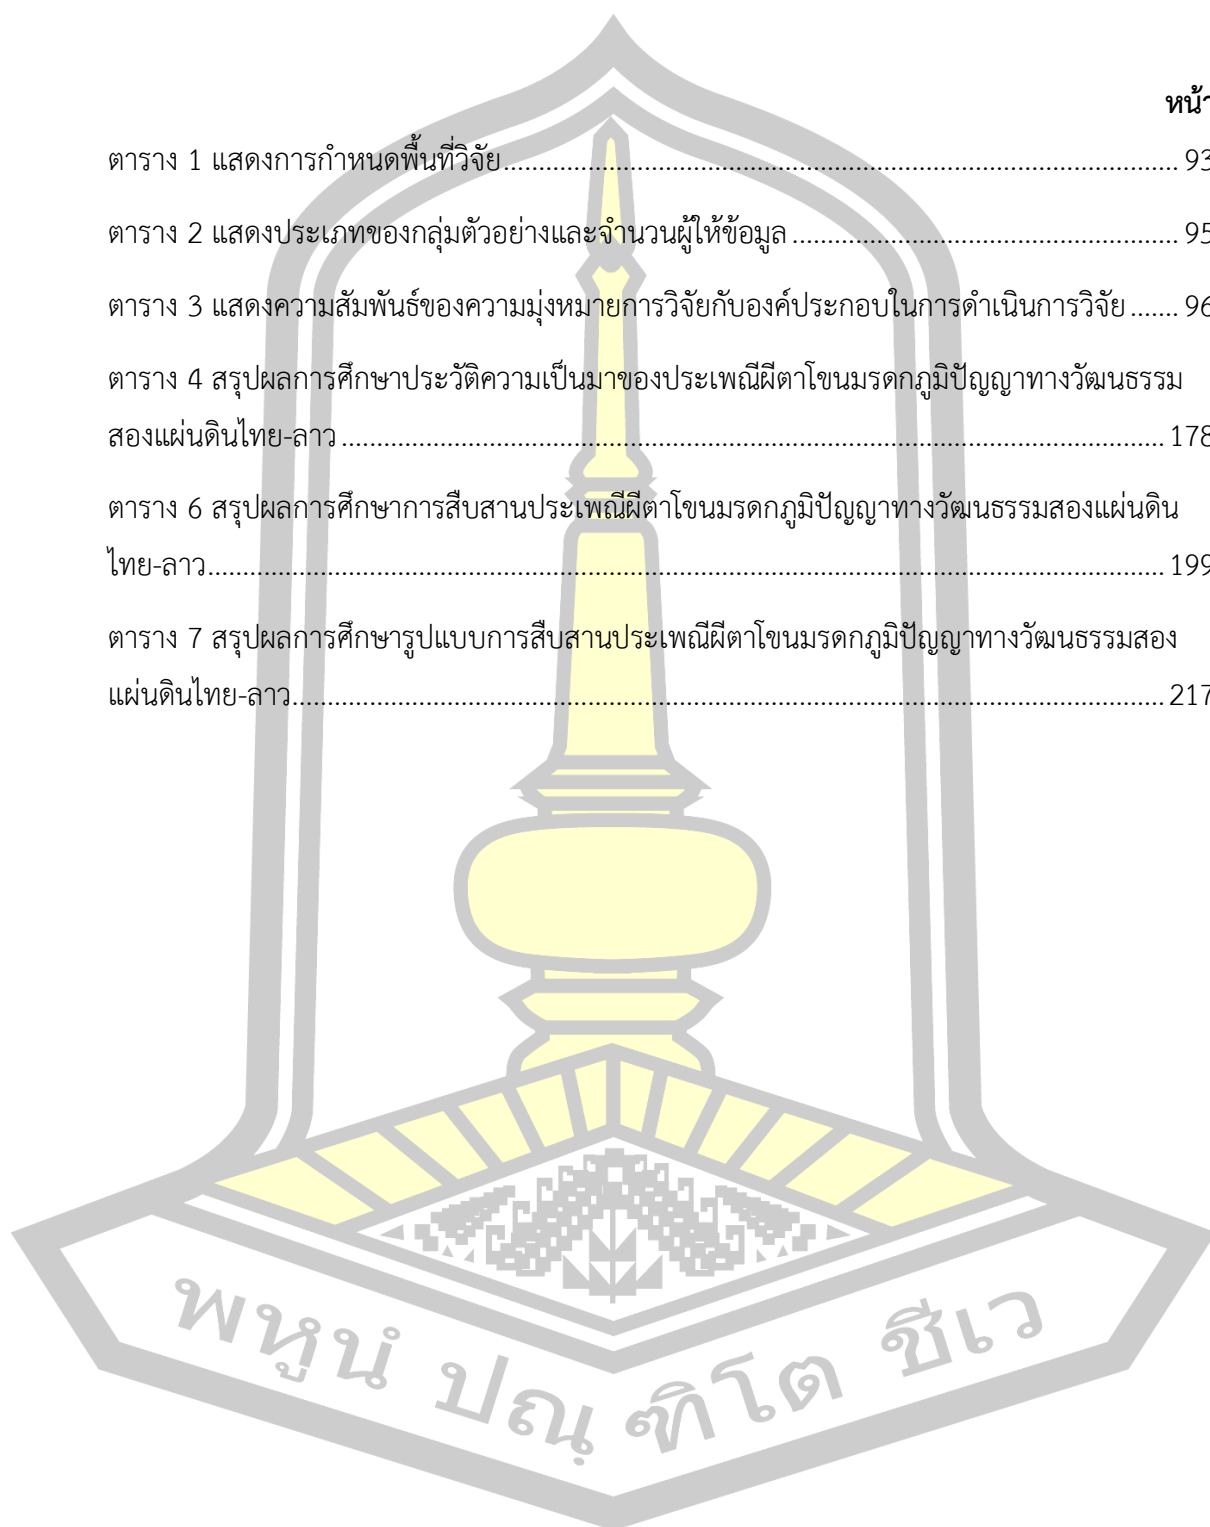 หน้า
ตาราง 1 แสดงการกำหนดพื้นที่วิจัย.................................................................................................. 93
ตาราง 2 แสดงประเภทของกลุ่มตัวอย่างและจำนวนผู้ให้ข้อมูล ........................................................ 95
ตาราง 3 แสดงความสัมพันธ์ของความมุ่งหมายการวิจัยกับองค์ประกอบในการดำเนินการวิจัย ....... 96
ตาราง 4 สรุปผลการศึกษาประวัติความเป็นมาของประเพณีผีตาโขนมรดกภูมิปัญญาทางวัฒนธรรม
สองแผ่นดินไทย-ลาว ....................................................................................................................... 178
ตาราง 6 สรุปผลการศึกษาการสืบสานประเพณีผีตาโขนมรดกภูมิปัญญาทางวัฒนธรรมสองแผ่นดิน
ไทย-ลาว.......................................................................................................................................... 199
ตาราง 7 สรุปผลการศึกษารูปแบบการสืบสานประเพณีผีตาโขนมรดกภูมิปัญญาทางวัฒนธรรมสอง
แผ่นดินไทย-ลาว.............................................................................................................................. 217
พหูนํ ปณฺฑิโต ชีเว